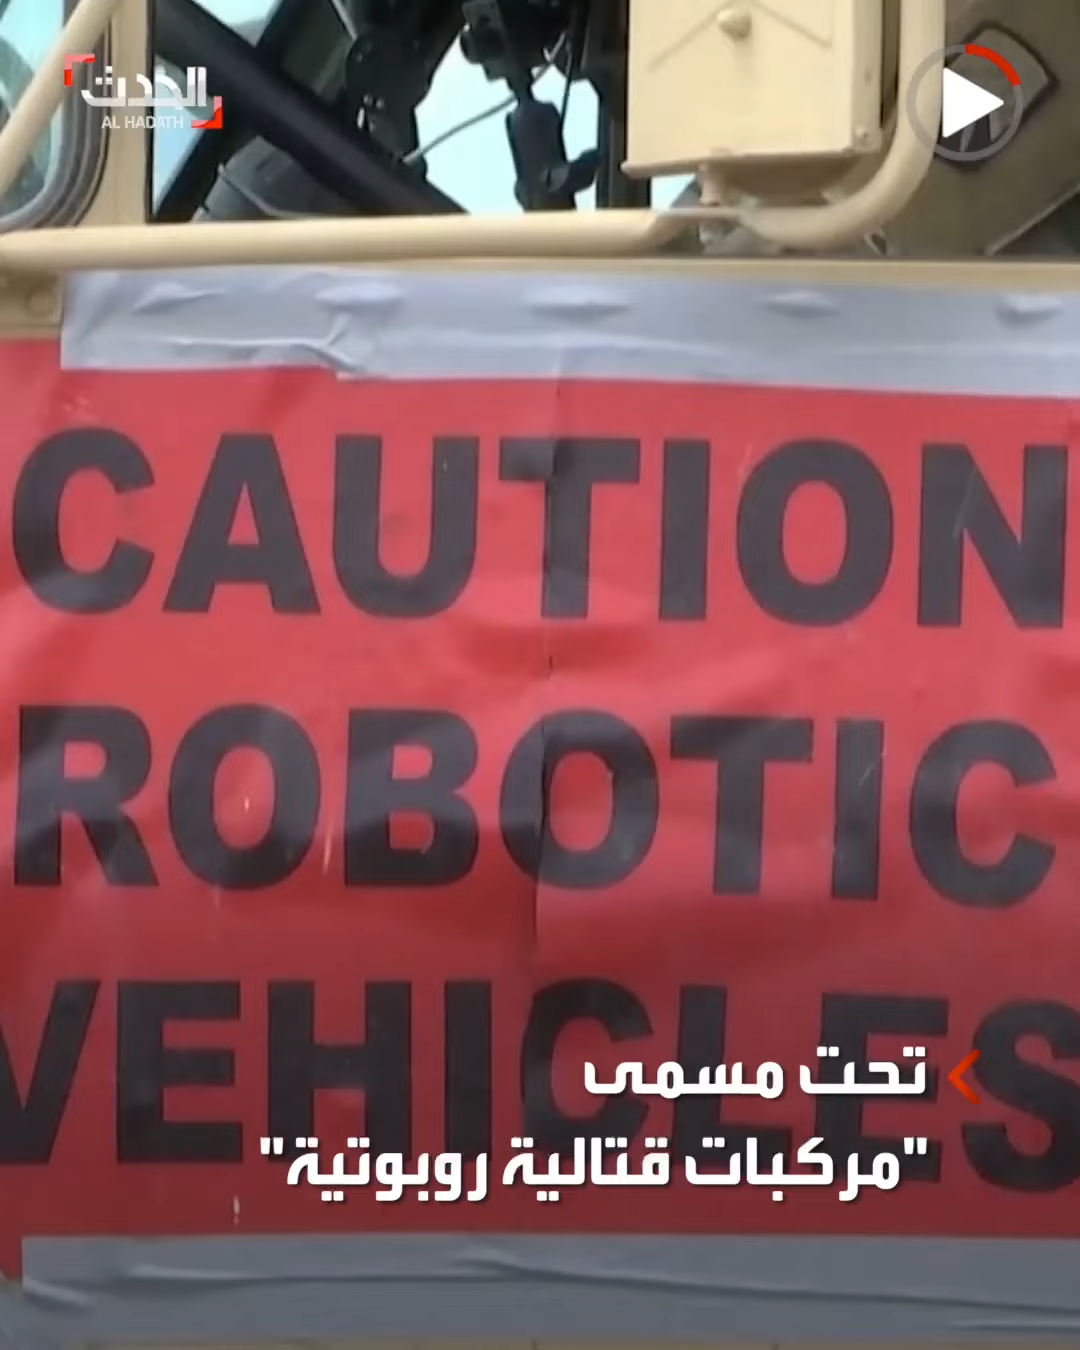 الحدث
AL HADATH
CAUTION
ROBOTIC
VEHICLES
تحت مسمى
"مركبات قتالية روبوتية"